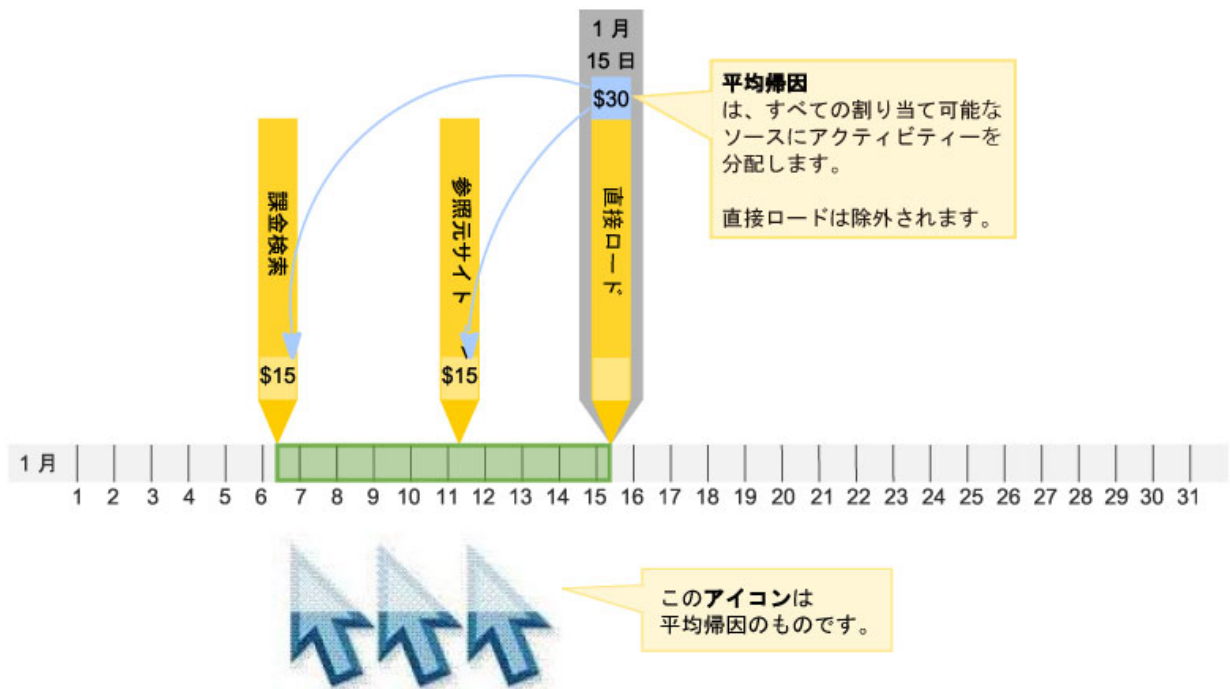 1 月
15 日
$30
平均帰因
は、すべての割り当て可能な
ソースにアクティビティーを
分配します。
直接ロードは除外されます。
課金検索
参照元サイト
直接ロード
$15
$15
1 月
1 2 3 4 5 6 7 8 9 10 11 12 13 14 15 16 17 18 19 20 21 22 23 24 25 26 27 28 29 30 31
このアイコンは
平均帰因のものです。